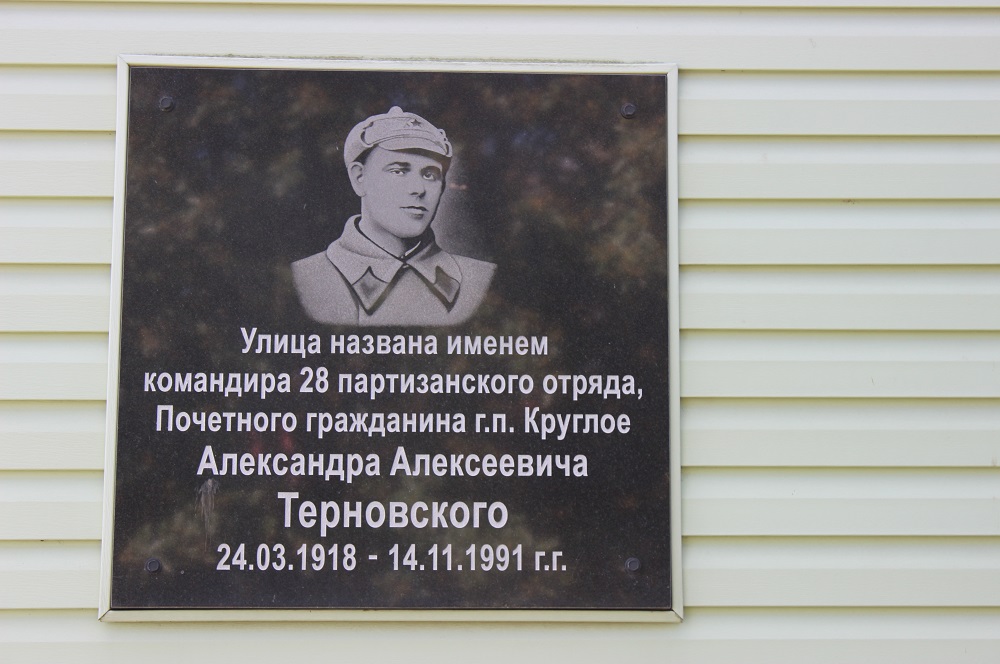 Улица названа именем
командира 28 партизанского отряда,
Почетного гражданина г.п. Круглое
Александра Алексеевича
Терновского
24.03.1918 - 14.11.1991 г.г.